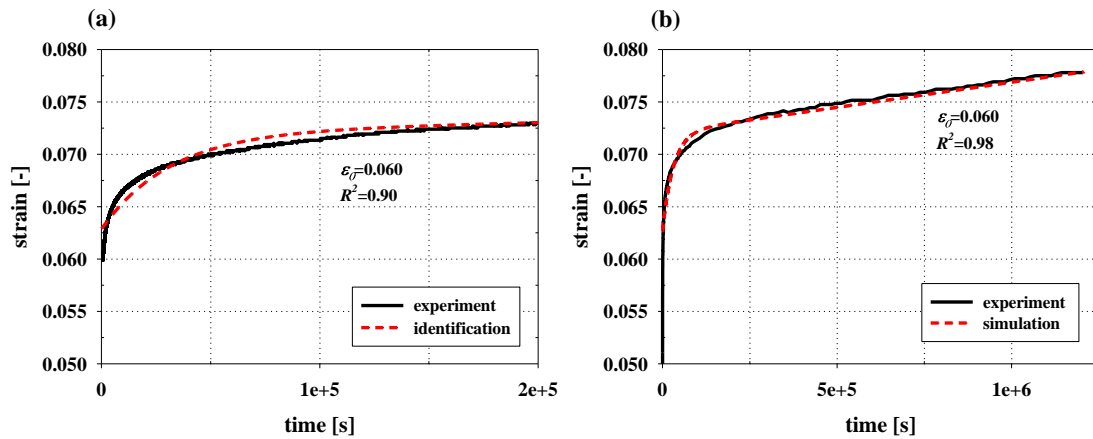 (a)
0.080
0.075
0.070
0.065
0.060
0.055
0.050
strain [-]
ε₀=0.060
R²=0.90
experiment
identification
0
1e+5
2e+5
time [s]
(b)
0.080
0.075
0.070
0.065
0.060
0.055
0.050
strain [-]
ε₀=0.060
R²=0.98
experiment
simulation
0
5e+5
1e+6
time [s]